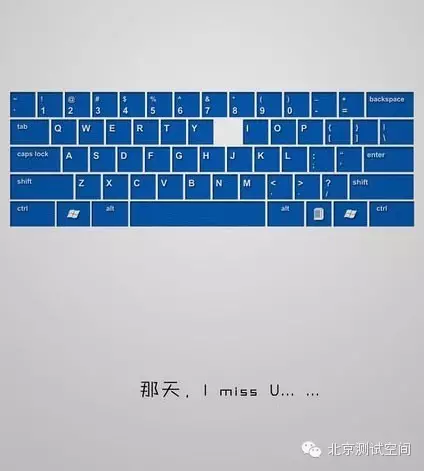 ~ ! @ # $ % ^ & * ( ) _ + backspace
` 1 2 3 4 5 6 7 8 9 0 - =
tab Q W E R T Y I O P { } |
[ ] \
caps lock A S D F G H J K L : " enter
; '
shift Z X C V B N M < > ? shift
, . /
ctrl alt alt ctrl
那天, I miss U... ...
北京测试空间